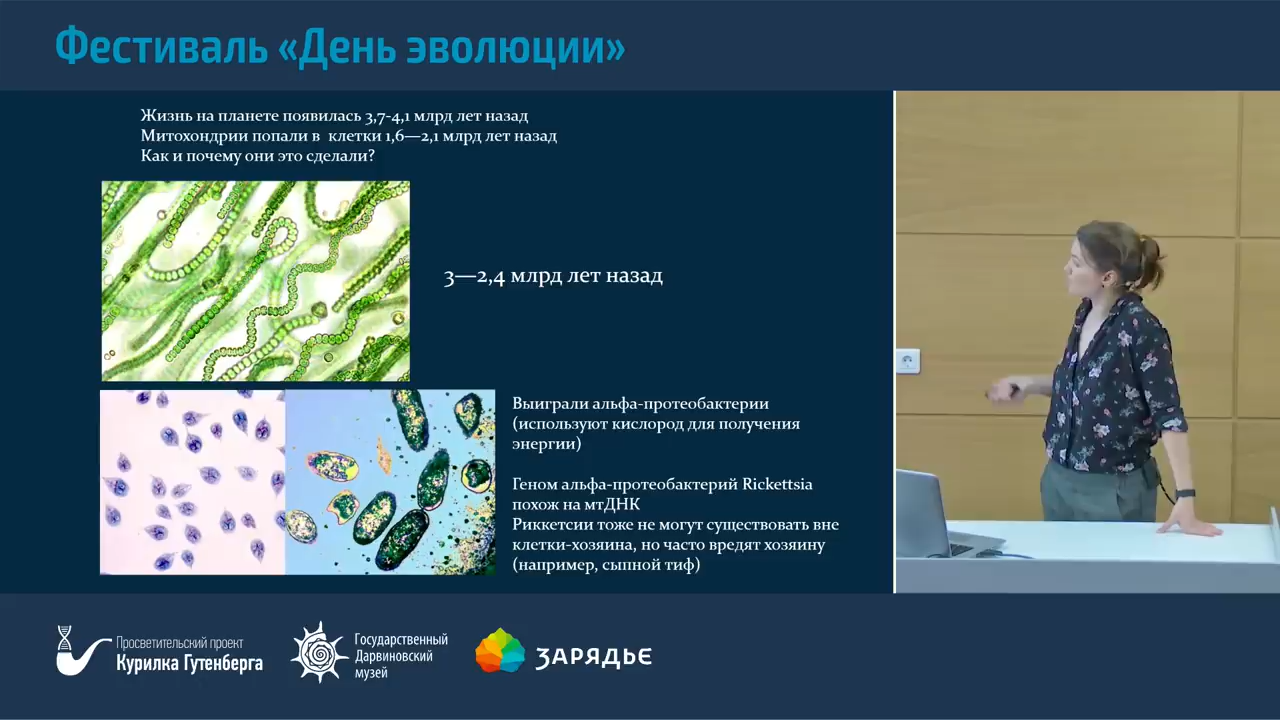 Фестиваль «День эволюции»
Жизнь на планете появилась 3,7-4,1 млрд лет назад
Митохондрии попали в клетки 1,6—2,1 млрд лет назад
Как и почему они это сделали?
3—2,4 млрд лет назад
Выиграли альфа-протеобактерии
(используют кислород для получения
энергии)
Геном альфа-протеобактерий Rickettsia
похож на мтДНК
Риккетсии тоже не могут существовать вне
клетки-хозяина, но часто вредят хозяину
(например, сыпной тиф)
Просветительский проект
Курилка Гутенберга
Государственный
Дарвиновский
музей
ЗАРЯДЬЕ